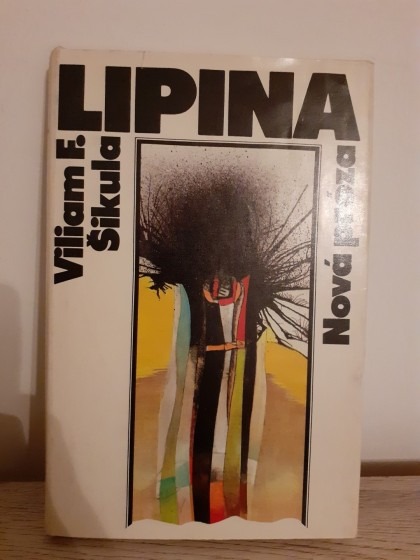 LIPINA
Viliam F.
Šikula
Nová próza